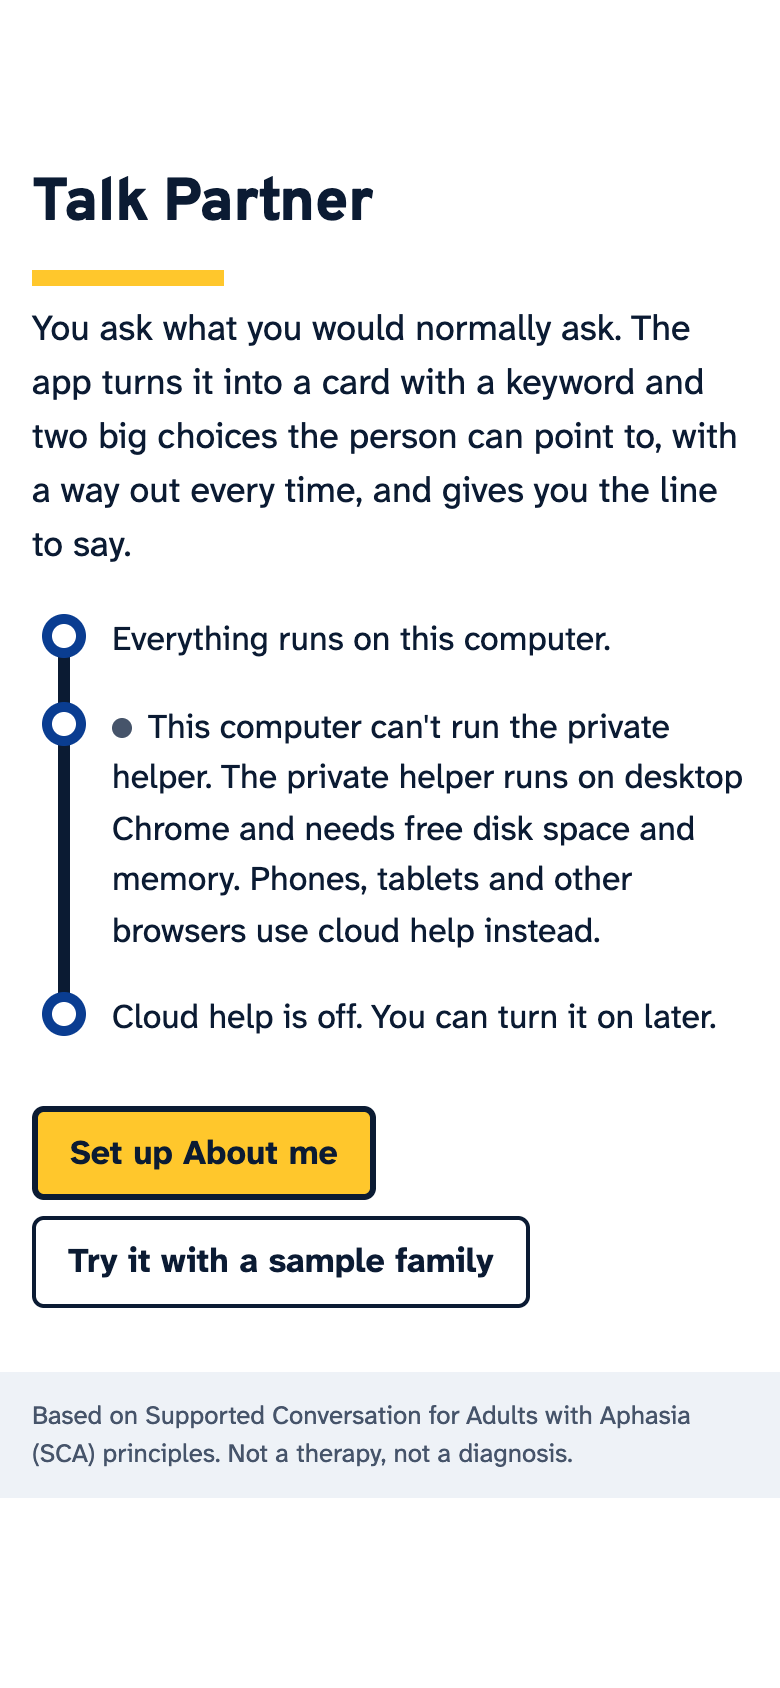 Talk Partner
You ask what you would normally ask. The
app turns it into a card with a keyword and
two big choices the person can point to, with
a way out every time, and gives you the line
to say.
Everything runs on this computer.
This computer can't run the private
helper. The private helper runs on desktop
Chrome and needs free disk space and
memory. Phones, tablets and other
browsers use cloud help instead.
Cloud help is off. You can turn it on later.
Set up About me
Try it with a sample family
Based on Supported Conversation for Adults with Aphasia
(SCA) principles. Not a therapy, not a diagnosis.